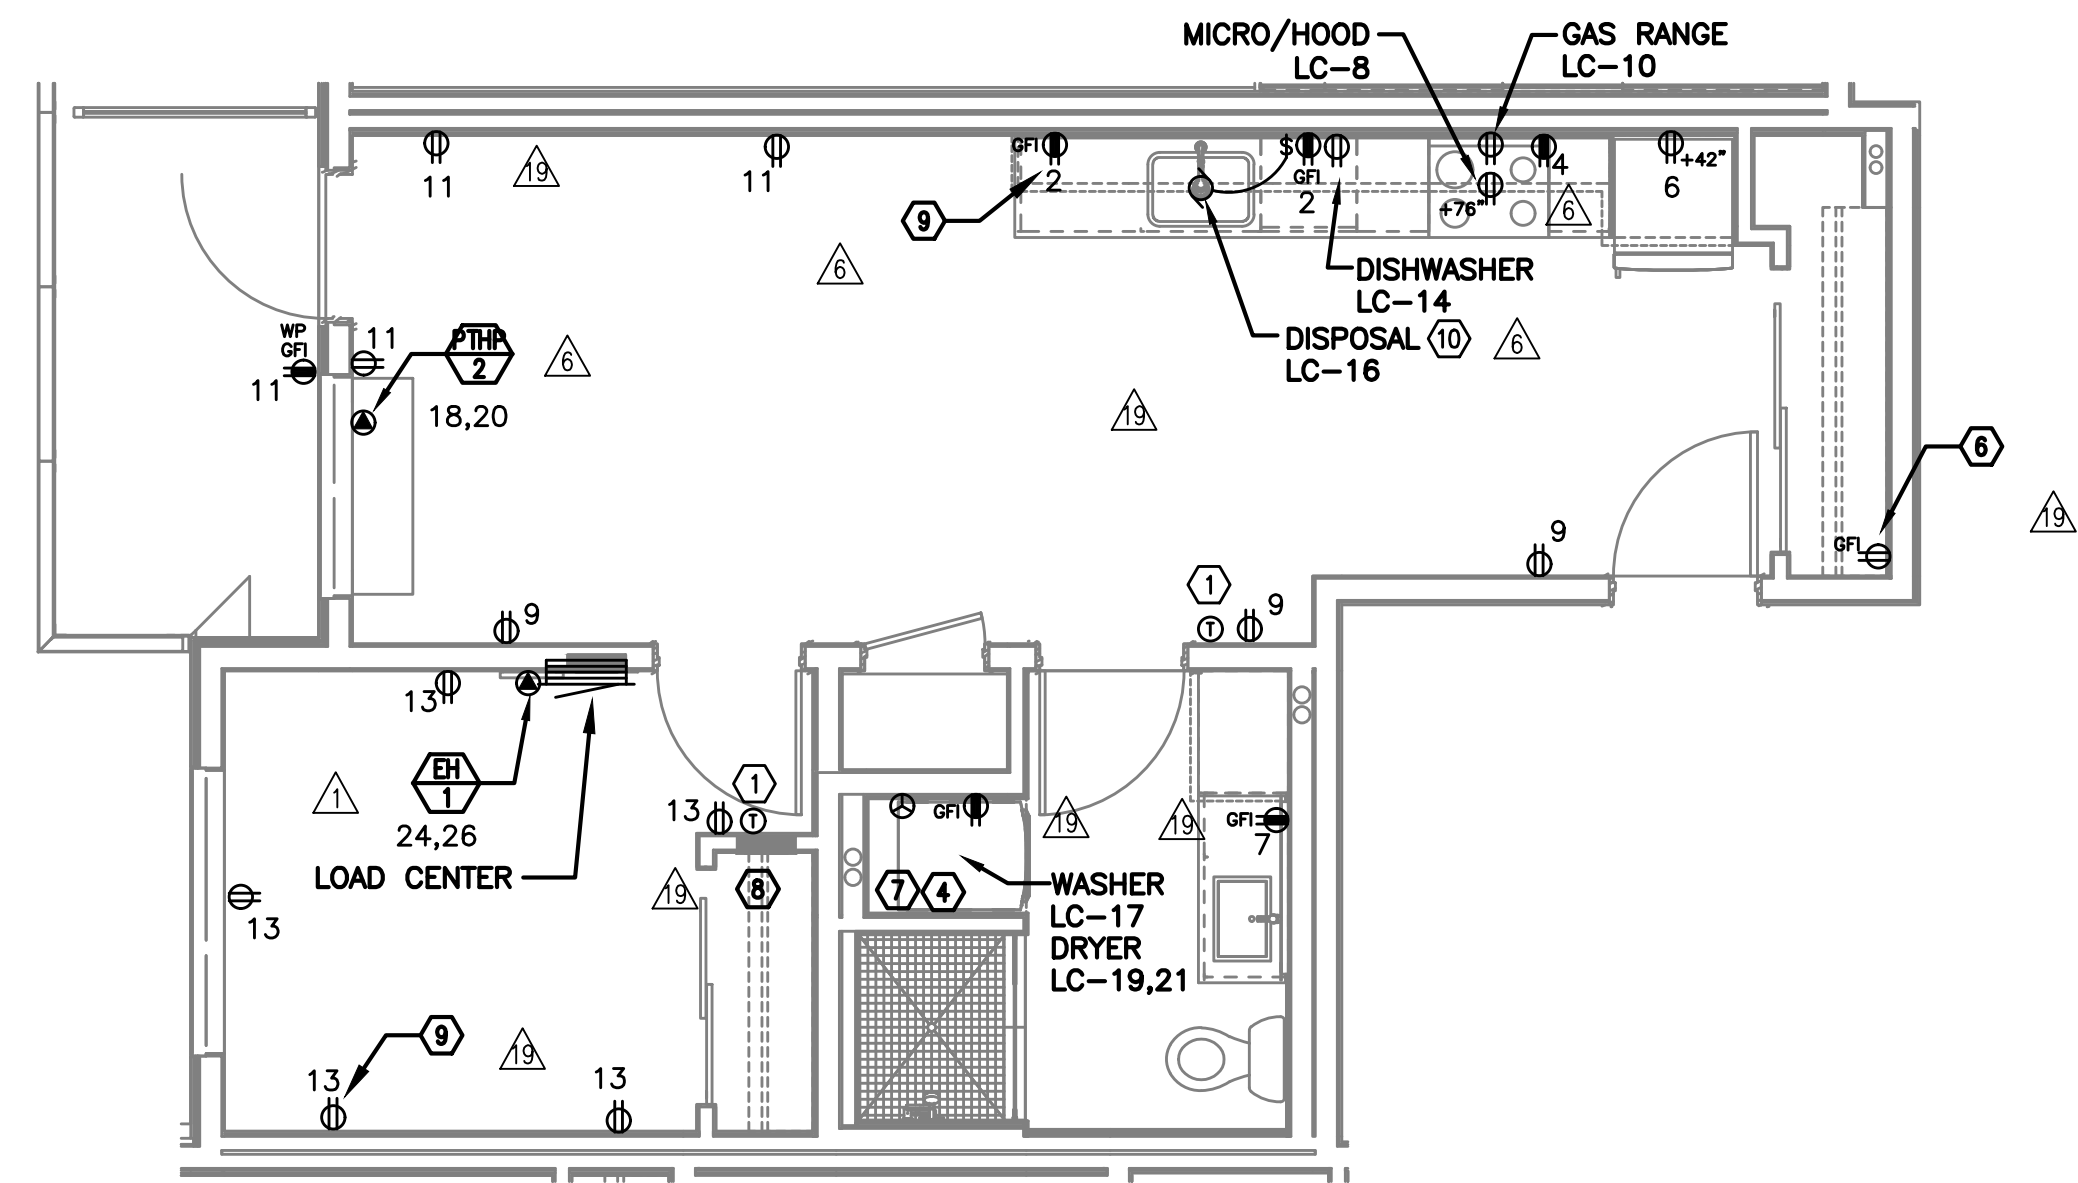 MICRO/HOOD
LC-8
GAS RANGE
LC-10
11
19
11
GFI
2
9
$
GFI
2
4
+76"
6
+42"
6
6
DISHWASHER
LC-14
DISPOSAL
10
LC-16
6
WP
GFI
11
11
PTHP
2
18,20
6
19
6
GFI
19
9
9
1
T
9
13
EH
1
24,26
LOAD CENTER
1
13
1
T
GFI
7
4
WASHER
LC-17
DRYER
LC-19,21
19
19
GFI
7
19
8
13
9
13
19
13